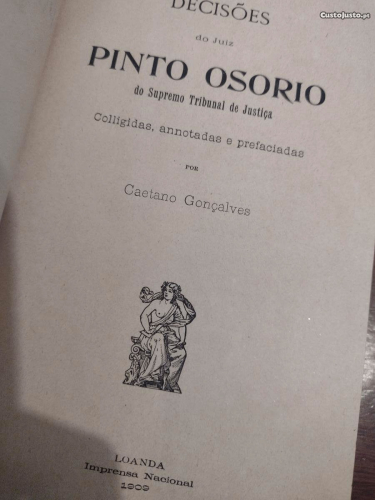 CustoJusto.pt
DECISÕES
do Juiz
PINTO OSORIO
do Supremo Tribunal de Justiça
Colligidas, annotadas e prefaciadas
POR
Caetano Gonçalves
LOANDA
Imprensa Nacional
1909